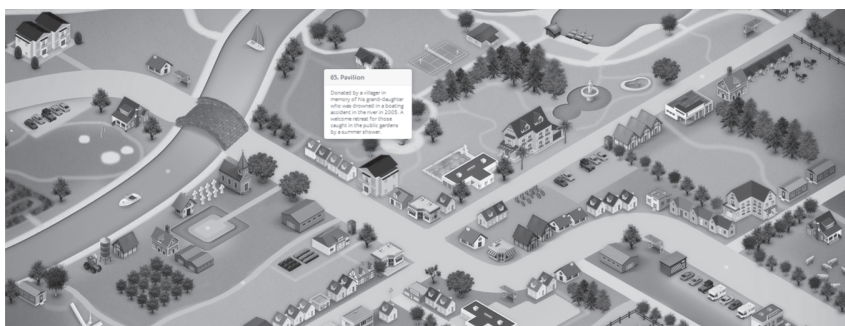 65. Pavilion
Donated by a villager in
memory of his grand-daughter
who was drowned in a boating
accident in the river in 2005. A
welcome retreat for those
caught in the public gardens
by a summer shower.